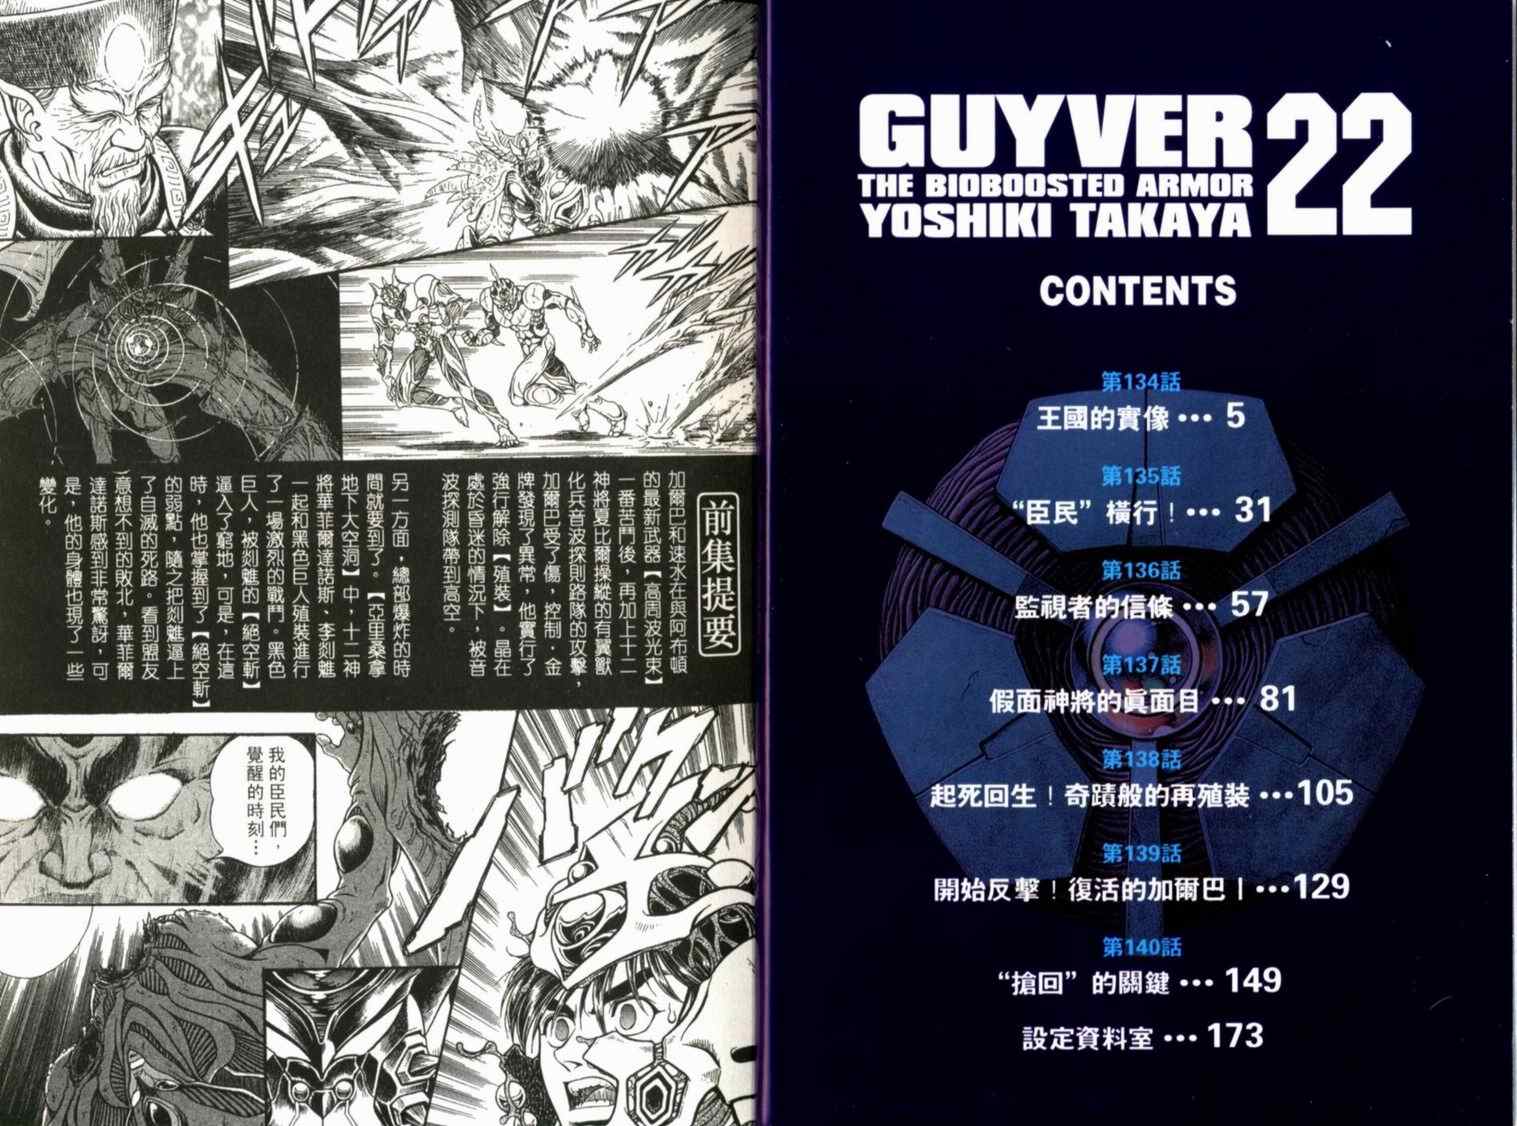 GUYVER 22
THE BIOBOOSTED ARMOR
YOSHIKI TAKAYA
CONTENTS
第134話
王國的實像 ••• 5
第135話
“臣民”橫行！••• 31
第136話
監視者的信條 ••• 57
第137話
假面神將的眞面目 ••• 81
第138話
起死回生！奇蹟般的再殖裝 •••105
第139話
開始反擊！復活的加爾巴ー•••129
第140話
“搶回”的關鍵 ••• 149
設定資料室 ••• 173
前集提要
加爾巴和速水在與阿布頓
的最新武器【高周波光束】
一番苦鬥後，再加上十二
神將夏比爾操縱的有翼獸
化兵音波探測路隊的攻擊，
加爾巴受了傷，控制·金
牌發現了異常，他實行了
強行解除【殖裝】。晶在
處於昏迷的情況下，被音
波探測隊帶到高空。
另一方面，總部爆炸的時
間就要到了。【亞里桑拿
地下大空洞】中，十二神
將華菲爾達諾斯、李剡魋
一起和黑色巨人殖裝進行
了一場激烈的戰鬥。黑色
巨人，被剡魋的【絕空斬】
逼入了窮地，可是，在這
時，他也掌握到了【絕空斬】
的弱點，隨之把剡魋逼上
了自滅的死路。看到盟友
意想不到的敗北，華菲爾
達諾斯感到非常驚訝，可
是，他的身體也現了一些
變化。
我的臣民們，
覺醒的時刻…